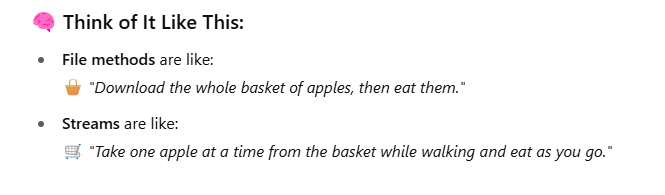 🧠 Think of It Like This:
• File methods are like:
🧺 "Download the whole basket of apples, then eat them."
• Streams are like:
🛒 "Take one apple at a time from the basket while walking and eat as you go."